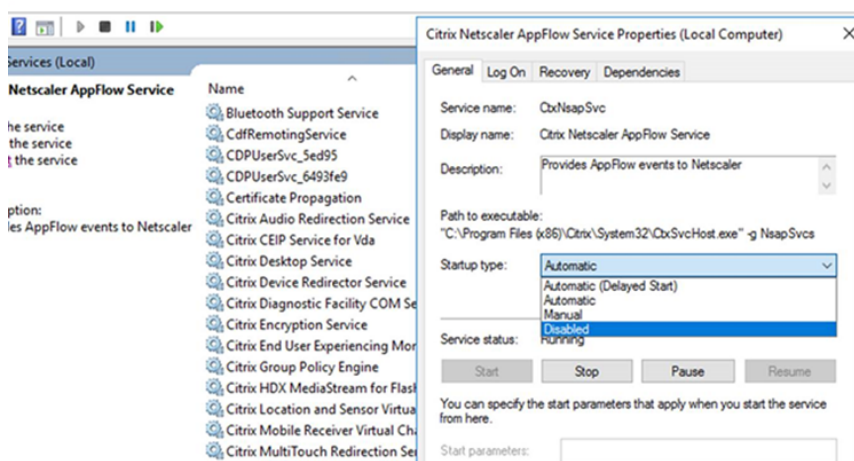 Services (Local)
Netscaler AppFlow Service
he service
the service
t the service
ption:
les AppFlow events to Netscaler
Name
Bluetooth Support Service
CdfRemotingService
CDPUserSvc_5ed95
CDPUserSvc_6493fe9
Certificate Propagation
Citrix Audio Redirection Service
Citrix CEIP Service for Vda
Citrix Desktop Service
Citrix Device Redirector Service
Citrix Diagnostic Facility COM Se
Citrix Encryption Service
Citrix End User Experiencing Mor
Citrix Group Policy Engine
Citrix HDX MediaStream for Flash
Citrix Location and Sensor Virtua
Citrix Mobile Receiver Virtual Cha
Citrix MultiTouch Redirection Ser
Citrix Netscaler AppFlow Service Properties (Local Computer)
General Log On Recovery Dependencies
Service name: CtxNsapSvc
Display name: Citrix Netscaler AppFlow Service
Description: Provides AppFlow events to Netscaler
Path to executable:
"C:\Program Files (x86)\Citrix\System32\CtxSvcHost.exe" -g NsapSvcs
Startup type: Automatic
Automatic (Delayed Start)
Automatic
Manual
Disabled
Service status: Running
Start Stop Pause Resume
You can specify the start parameters that apply when you start the service
from here.
Start parameters: